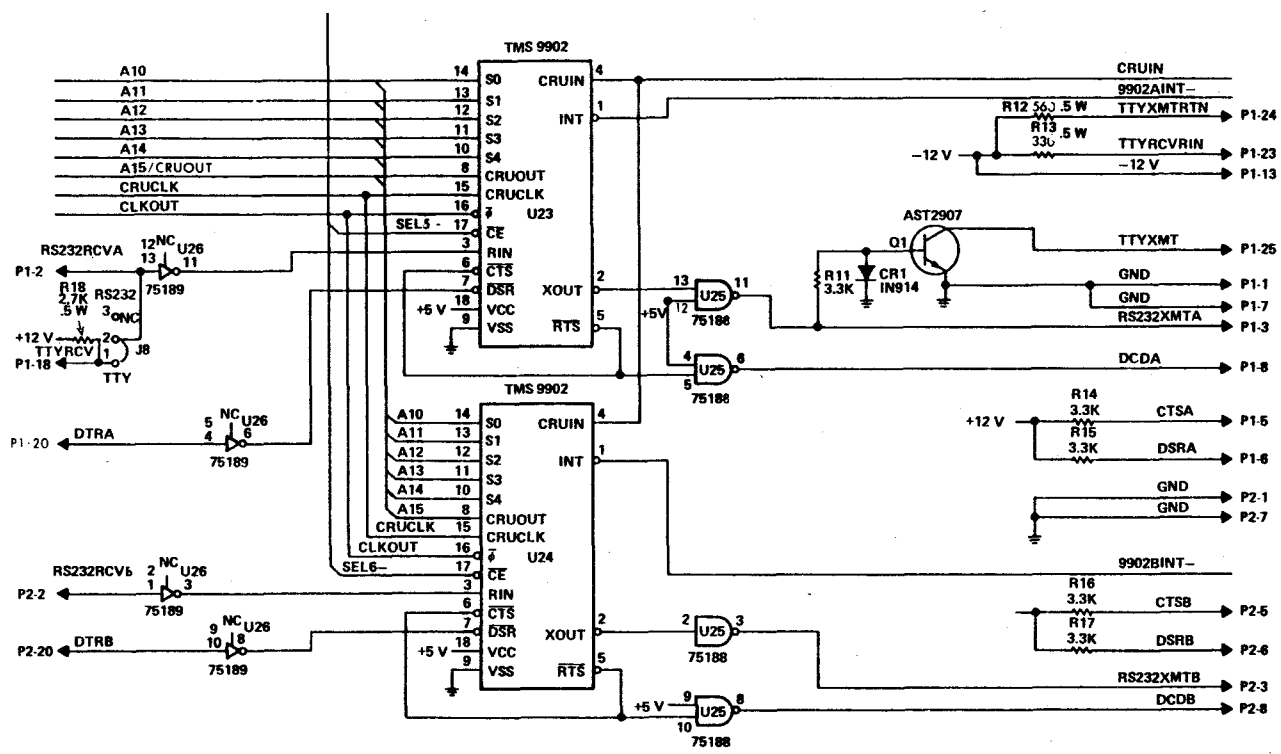 TMS 9902
A10
A11
A12
A13
A14
A15/CRUOUT
CRUCLK
CLKOUT
SEL5 -
14 S0
13 S1
12 S2
11 S3
10 S4
8 CRUOUT
15 CRUCLK
16 φ
17 CE
3 RIN
6 CTS
7 DSR
18 VCC
9 VSS
+5 V
U23
CRUIN 4
INT 1
XOUT 2
RTS 5
CRUIN
9902AINT-
R12 560 .5 W
TTYXMTRTN
P1-24
R13
330 .5 W
TTYRCVRIN
P1-23
-12 V
-12 V
P1-13
AST2907
Q1
TTYXMT
P1-25
R11
3.3K
CR1
IN914
GND
P1-1
GND
P1-7
RS232XMTA
P1-3
13
12
U25
11
75188
+5V
4
5
U25
6
75188
DCDA
P1-8
RS232RCVA
P1-2
12 NC U26
13
11
75189
R18
2.7K
.5 W
RS232
3 NC
+12 V
2
J8
TTYRCV
1
P1-18
TTY
P1-20
DTRA
5 NC U26
4
6
75189
TMS 9902
A10
A11
A12
A13
A14
A15
CRUCLK
CLKOUT
SEL6-
14 S0
13 S1
12 S2
11 S3
10 S4
8 CRUOUT
15 CRUCLK
16 φ
17 CE
3 RIN
6 CTS
7 DSR
18 VCC
9 VSS
+5 V
U24
CRUIN 4
INT 1
XOUT 2
RTS 5
+12 V
R14
3.3K
CTSA
P1-5
R15
3.3K
DSRA
P1-6
GND
P2-1
GND
P2-7
9902BINT-
R16
3.3K
CTSB
P2-5
R17
3.3K
DSRB
P2-6
RS232XMTB
P2-3
DCDB
P2-8
RS232RCVb
P2-2
2 NC U26
1
3
75189
DTRB
P2-20
9 NC U26
10
8
75189
2 U25 3
75188
+5 V
9
10
U25
8
75188